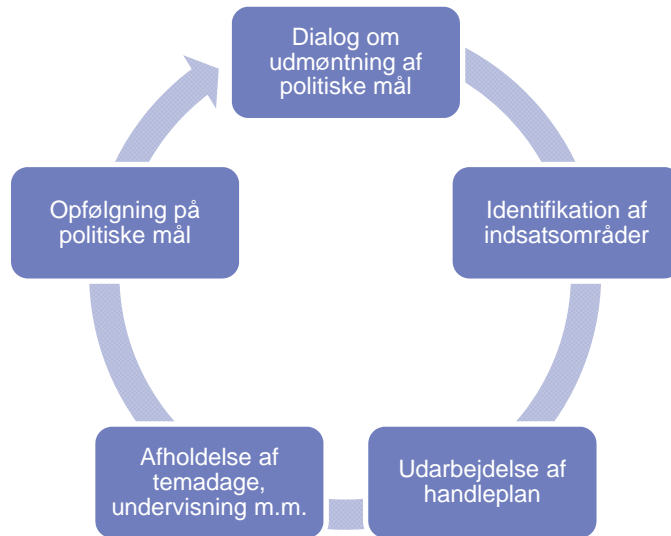 Dialog om
udmøntning af
politiske mål
Identifikation af
indsatsområder
Udarbejdelse af
handleplan
Afholdelse af
temadage,
undervisning m.m.
Opfølgning på
politiske mål